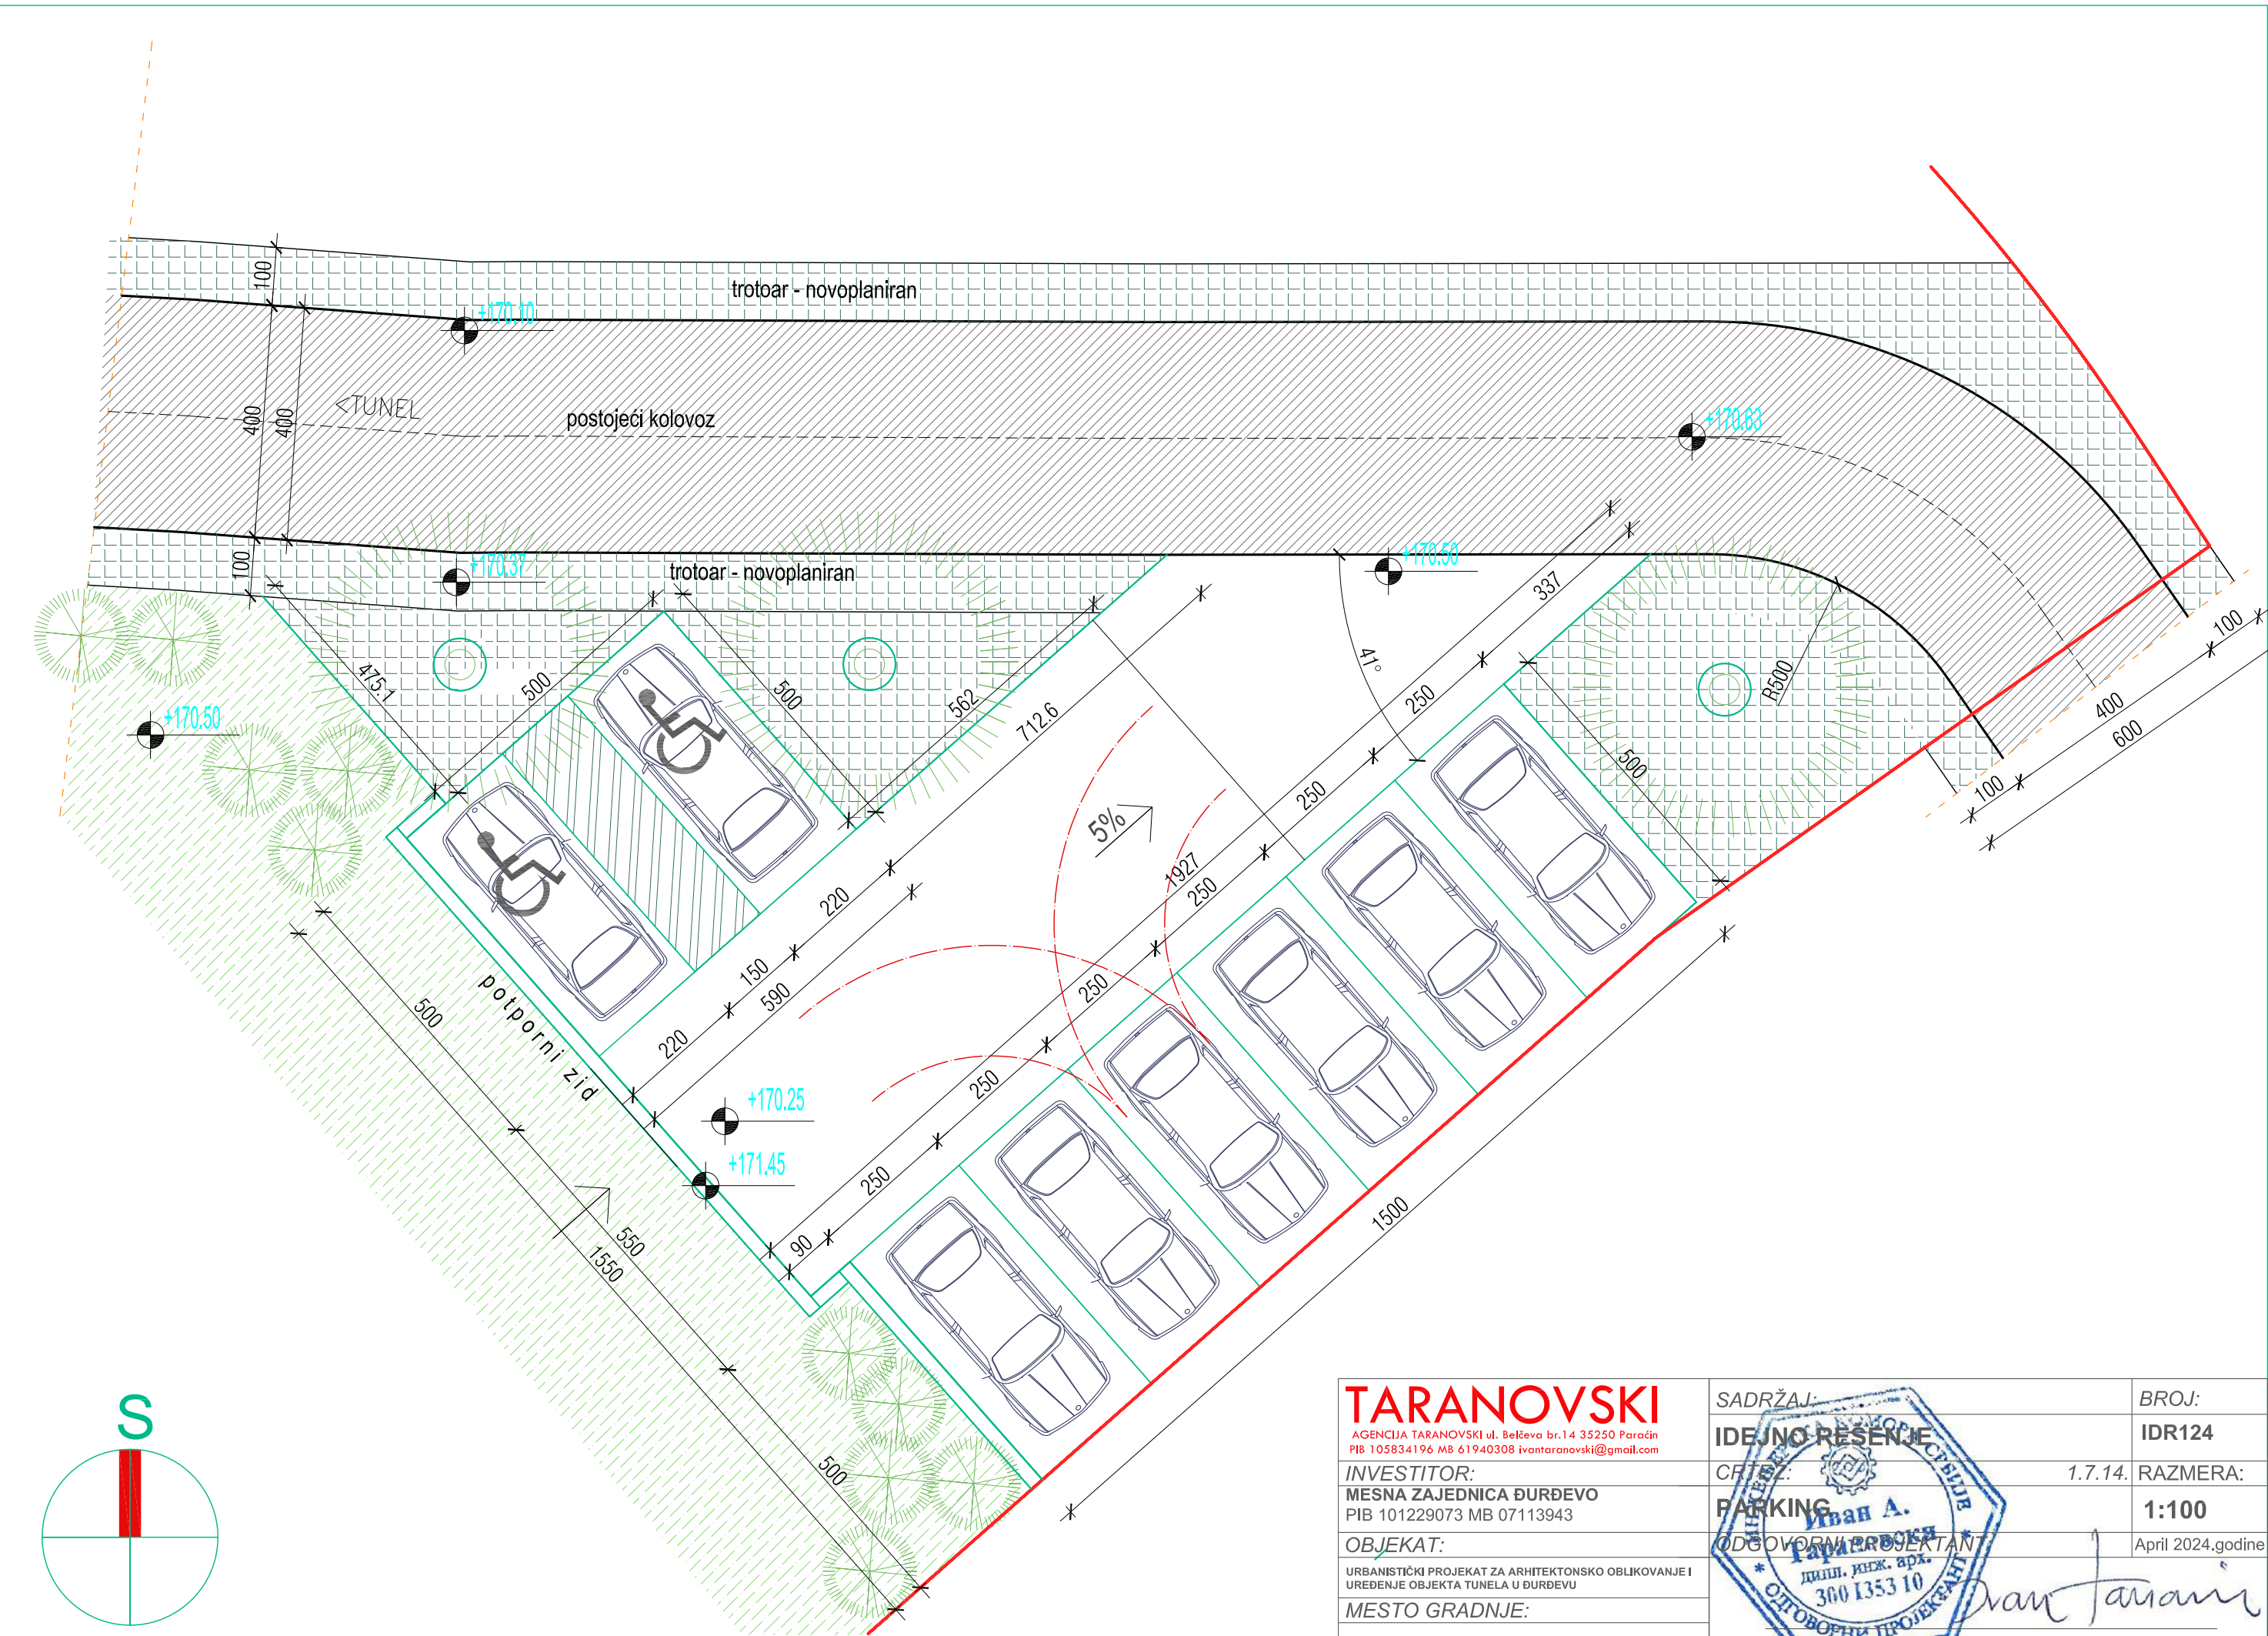 100
trotoar - novoplaniran
+170.10
400
400
<TUNEL
postojeći kolovoz
+170.63
100
+170.37
trotoar - novoplaniran
+170.50
337
41°
475.1
500
500
562
712.6
250
R500
100
400
600
100
+170.50
500
250
5%
1927
250
220
150
590
250
220
potporni zid
500
250
+170.25
+171.45
250
90
550
1550
1500
500
S
TARANOVSKI
AGENCIJA TARANOVSKI ul. Belčeva br.14 35250 Paraćin
PIB 105834196 MB 61940308 ivantaranovski@gmail.com
INVESTITOR:
MESNA ZAJEDNICA ĐURĐEVO
PIB 101229073 MB 07113943
OBJEKAT:
URBANISTIČKI PROJEKAT ZA ARHITEKTONSKO OBLIKOVANJE I
UREĐENJE OBJEKTA TUNELA U ĐURĐEVU
MESTO GRADNJE:
SADRŽAJ:
IDEJNO REŠENJE
CRTEŽ: 1.7.14.
PARKING
ODGOVORNI PROJEKTANT
BROJ:
IDR124
RAZMERA:
1:100
April 2024.godine
Иван А.
Тарановски
дипл. инж. арх.
300 I353 10
ОДГОВОРНИ ПРОЈЕКТАНТ